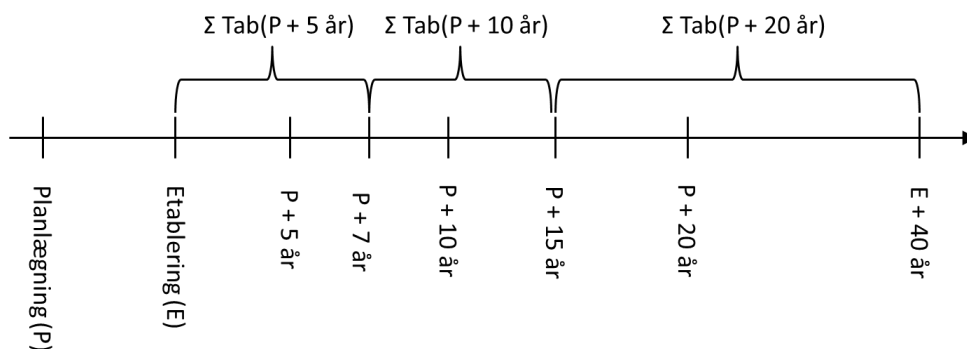 Σ Tab(P + 5 år)
Σ Tab(P + 10 år)
Σ Tab(P + 20 år)
Planlægning (P)
Etablering (E)
P + 5 år
P + 7 år
P + 10 år
P + 15 år
P + 20 år
E + 40 år